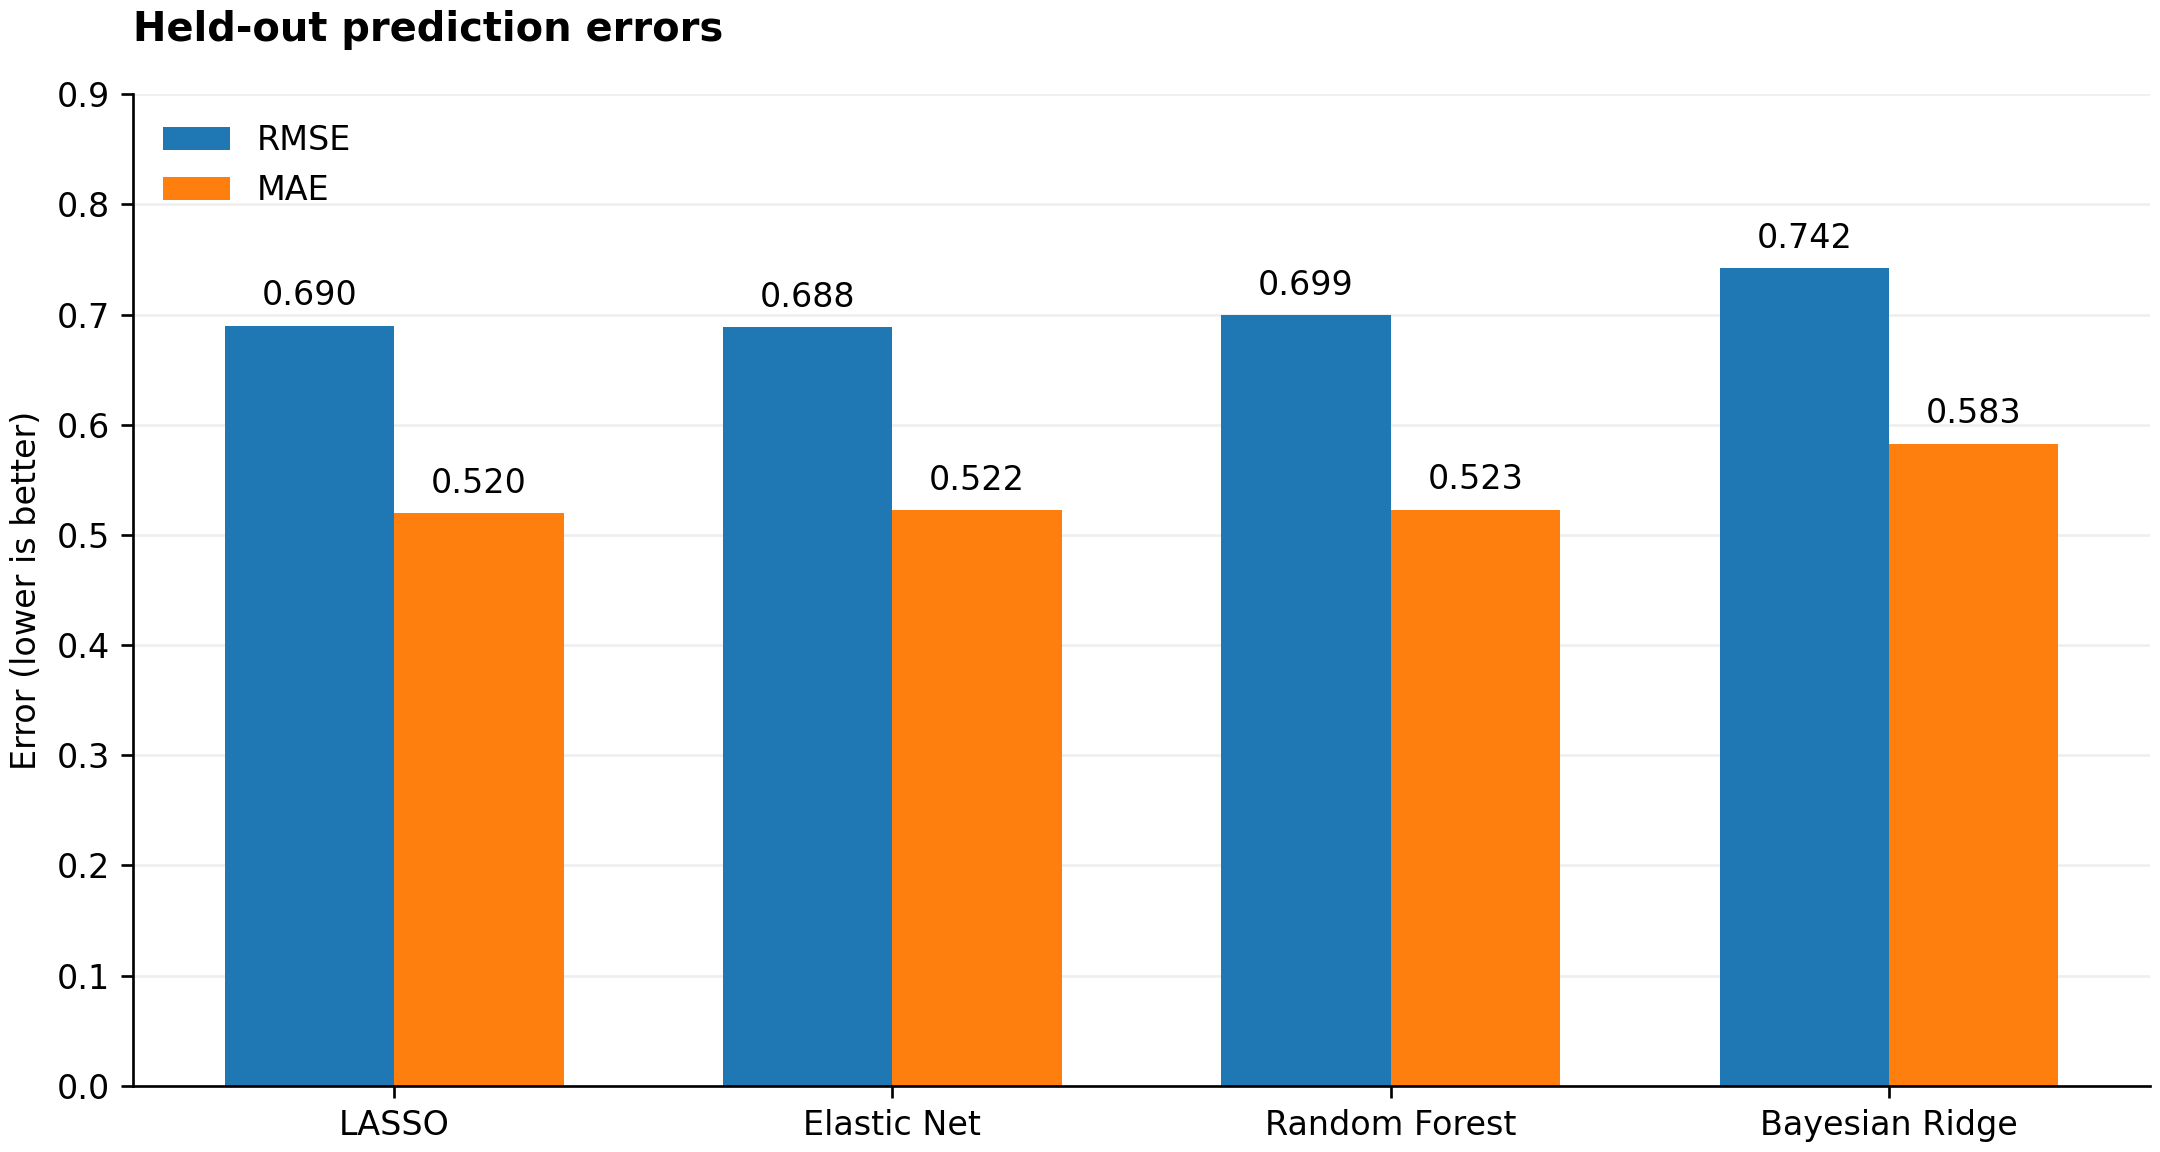 Held-out prediction errors
RMSE
MAE
Error (lower is better)
0.9
0.8
0.7
0.6
0.5
0.4
0.3
0.2
0.1
0.0
0.690
0.520
0.688
0.522
0.699
0.523
0.742
0.583
LASSO
Elastic Net
Random Forest
Bayesian Ridge